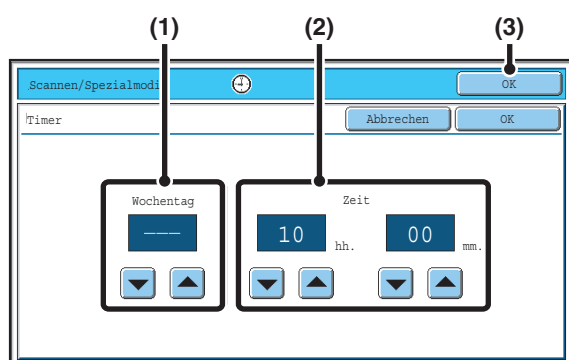 (1) (2) (3)
Scannen/Spezialmodi OK
Timer Abbrechen OK
Wochentag Zeit
--- 10 hh. 00 mm.